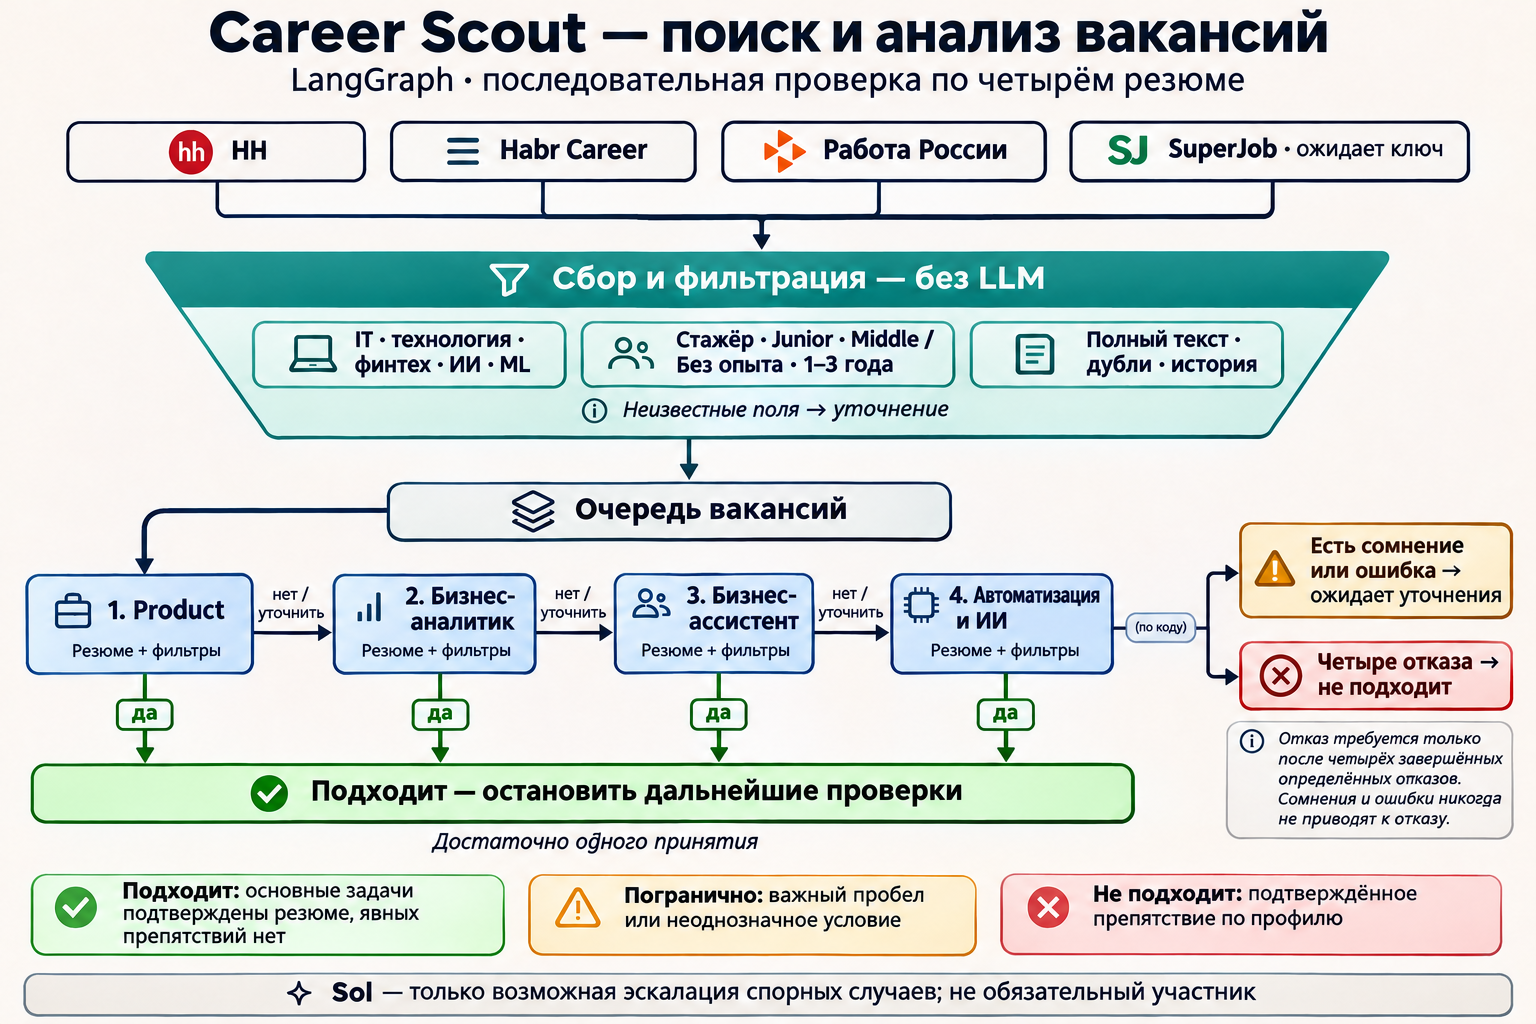 Career Scout — поиск и анализ вакансий
LangGraph · последовательная проверка по четырём резюме
hh HH
Habr Career
Работа России
SJ SuperJob · ожидает ключ
Сбор и фильтрация — без LLM
IT · технология ·
финтех · ИИ · ML
Стажёр · Junior · Middle /
Без опыта · 1–3 года
Полный текст ·
дубли · история
Неизвестные поля → уточнение
Очередь вакансий
1. Product
Резюме + фильтры
нет /
уточнить
2. Бизнес-
аналитик
Резюме + фильтры
нет /
уточнить
3. Бизнес-
ассистент
Резюме + фильтры
нет /
уточнить
4. Автоматизация
и ИИ
Резюме + фильтры
(по коду)
Есть сомнение
или ошибка →
ожидает уточнения
Четыре отказа →
не подходит
Отказ требуется только
после четырёх завершённых
определённых отказов.
Сомнения и ошибки никогда
не приводят к отказу.
да
да
да
да
Подходит — остановить дальнейшие проверки
Достаточно одного принятия
Подходит: основные задачи
подтверждены резюме, явных
препятствий нет
Погранично: важный пробел
или неоднозначное условие
Не подходит: подтверждённое
препятствие по профилю
Sol — только возможная эскалация спорных случаев; не обязательный участник